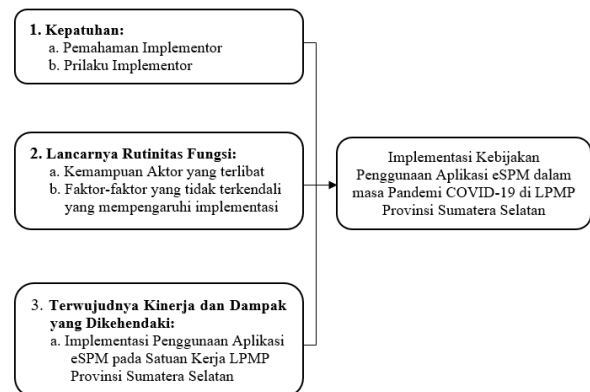 1. Kepatuhan:
a. Pemahaman Implementor
b. Prilaku Implementor
2. Lancarnya Rutinitas Fungsi:
a. Kemampuan Aktor yang terlibat
b. Faktor-faktor yang tidak terkendali
yang mempengaruhi implementasi
3. Terwujudnya Kinerja dan Dampak
yang Dikehendaki:
a. Implementasi Penggunaan Aplikasi
eSPM pada Satuan Kerja LPMP
Provinsi Sumatera Selatan
Implementasi Kebijakan
Penggunaan Aplikasi eSPM dalam
masa Pandemi COVID-19 di LPMP
Provinsi Sumatera Selatan